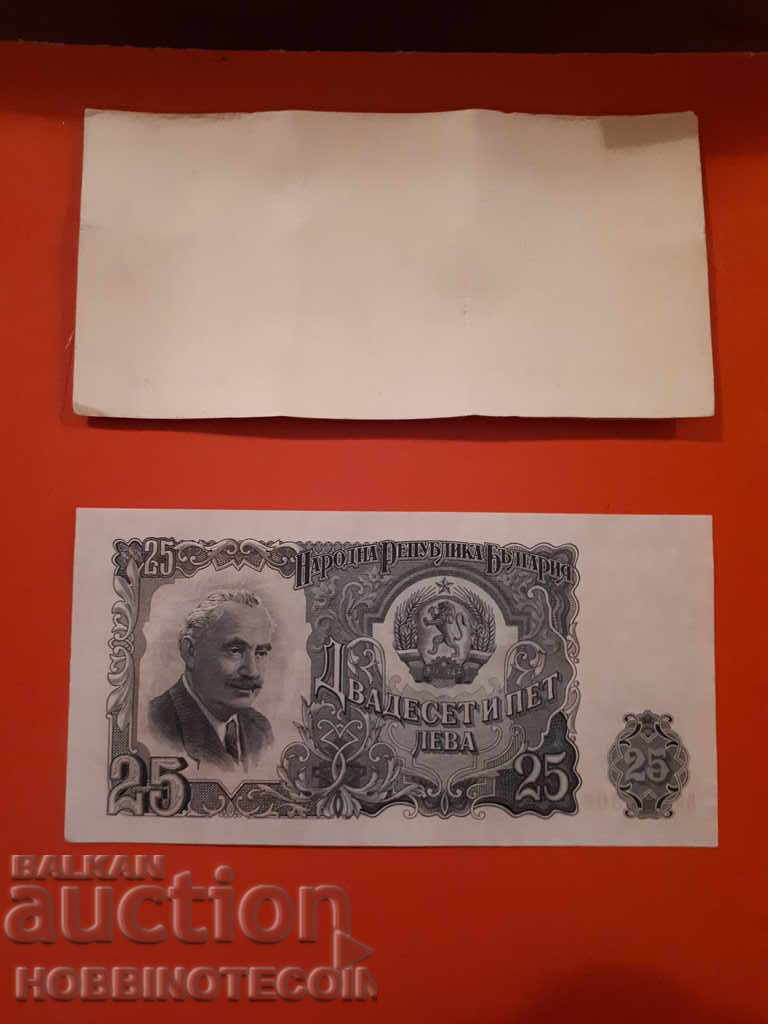 25
НАРОДНА РЕПУБЛИКА БЪЛГАРИЯ
ДВАДЕСЕТ И ПЕТ
ЛЕВА
25
25
25
BALKAN
auction
HOBBINOTECOIN